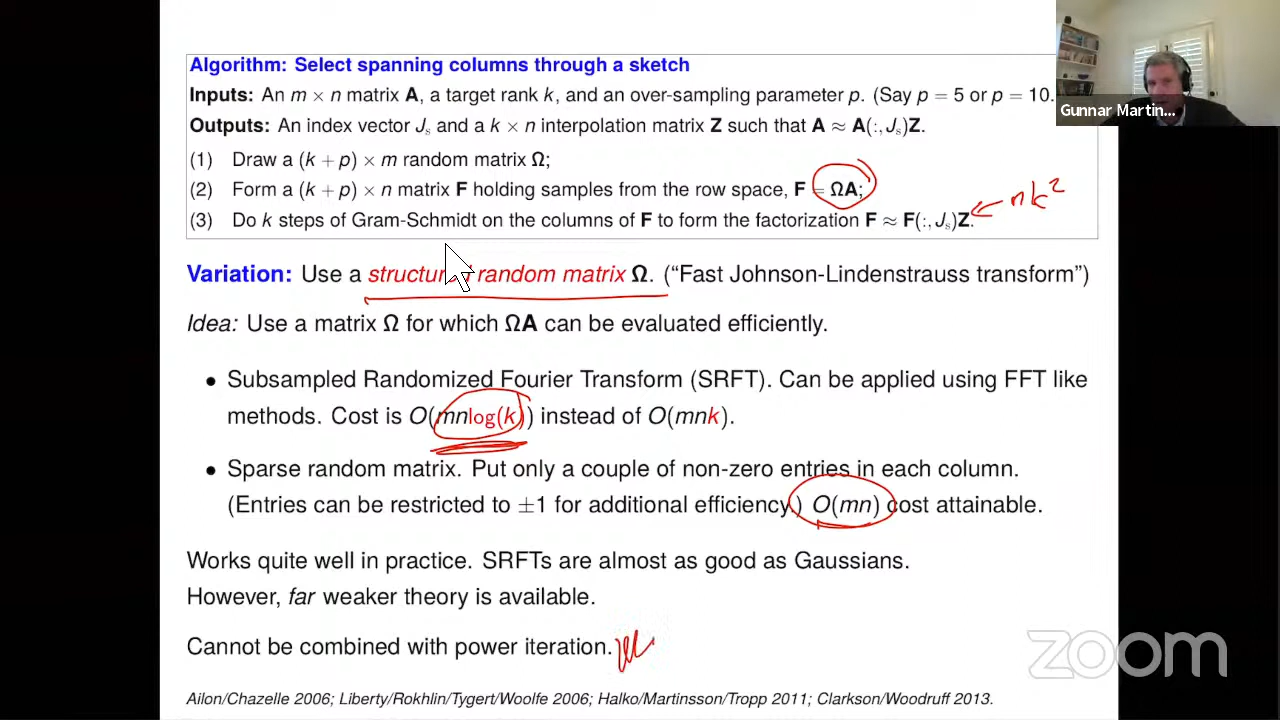 Algorithm: Select spanning columns through a sketch
Inputs: An m × n matrix A, a target rank k, and an over-sampling parameter p. (Say p = 5 or p = 10.
Gunnar Martin...
Outputs: An index vector Jₛ and a k × n interpolation matrix Z such that A ≈ A(:, Jₛ)Z.
(1) Draw a (k + p) × m random matrix Ω;
(2) Form a (k + p) × n matrix F holding samples from the row space, F = ΩA;
nk²
(3) Do k steps of Gram-Schmidt on the columns of F to form the factorization F ≈ F(:, Jₛ)Z.
Variation: Use a structured random matrix Ω. (“Fast Johnson-Lindenstrauss transform”)
Idea: Use a matrix Ω for which ΩA can be evaluated efficiently.
• Subsampled Randomized Fourier Transform (SRFT). Can be applied using FFT like
methods. Cost is O(mnlog(k)) instead of O(mnk).
• Sparse random matrix. Put only a couple of non-zero entries in each column.
(Entries can be restricted to ±1 for additional efficiency.) O(mn) cost attainable.
Works quite well in practice. SRFTs are almost as good as Gaussians.
However, far weaker theory is available.
Cannot be combined with power iteration.
zoom
Ailon/Chazelle 2006; Liberty/Rokhlin/Tygert/Woolfe 2006; Halko/Martinsson/Tropp 2011; Clarkson/Woodruff 2013.